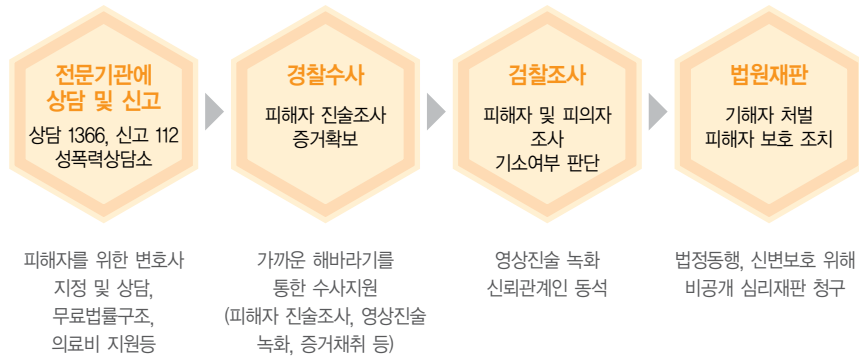 전문기관에
상담 및 신고
상담 1366, 신고 112
성폭력상담소
경찰수사
피해자 진술조사
증거확보
검찰조사
피해자 및 피의자
조사
기소여부 판단
법원재판
기해자 처벌
피해자 보호 조치
피해자를 위한 변호사
지정 및 상담,
무료법률구조,
의료비 지원등
가까운 해바라기를
통한 수사지원
(피해자 진술조사, 영상진술
녹화, 증거채취 등)
영상진술 녹화
신뢰관계인 동석
법정동행, 신변보호 위해
비공개 심리재판 청구